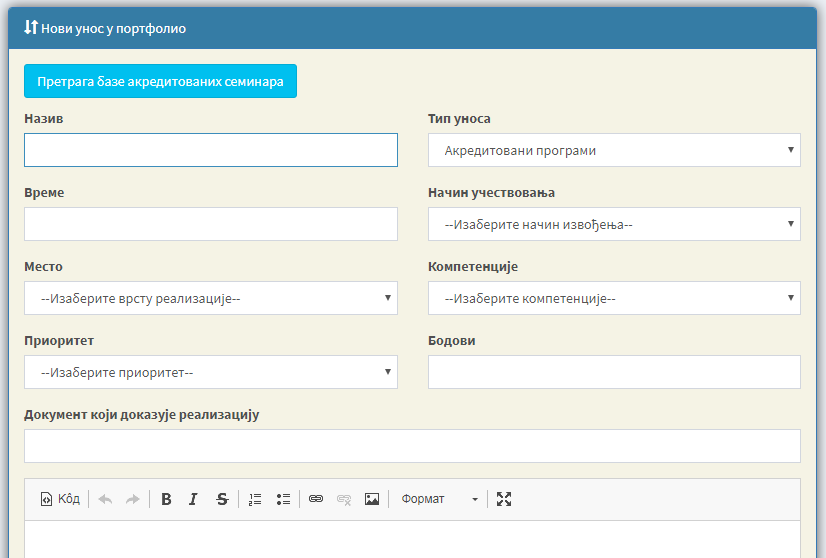 Нови унос у портфолио
Претрага базе акредитованих семинара
Назив
Тип уноса
Акредитовани програми
Време
Начин учествовања
--Изаберите начин извођења--
Место
Компетенције
--Изаберите врсту реализације--
--Изаберите компетенције--
Приоритет
Бодови
--Изаберите приоритет--
Документ који доказује реализацију
Кôд B I S Формат